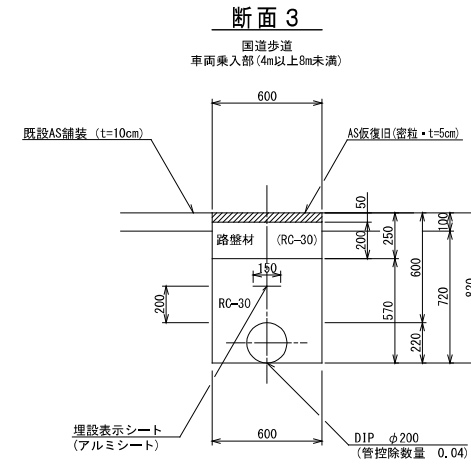 断面3
国道歩道
車両乗入部(4m以上8m未満)
600
既設AS舗装 (t=10cm)
AS仮復旧(密粒・t=5cm)
50
100
路盤材 (RC-30)
200
250
150
600
720
820
200
RC-30
570
220
埋設表示シート
(アルミシート)
600
DIP φ200
(管控除数量 0.04)